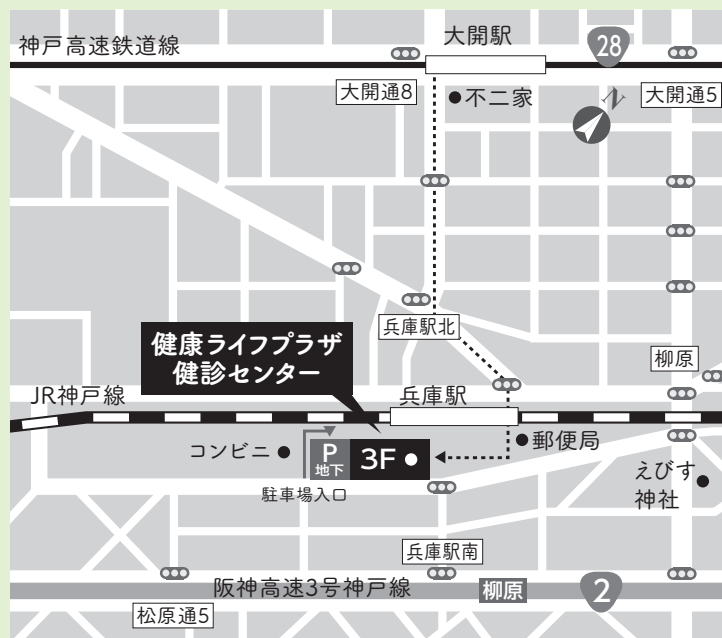 神戸高速鉄道線
大開駅
28
大開通8
不二家
N
大開通5
兵庫駅北
健康ライフプラザ
健診センター
柳原
JR神戸線
兵庫駅
コンビニ
P
地下
3F
郵便局
駐車場入口
えびす
神社
兵庫駅南
阪神高速3号神戸線
柳原
2
松原通5